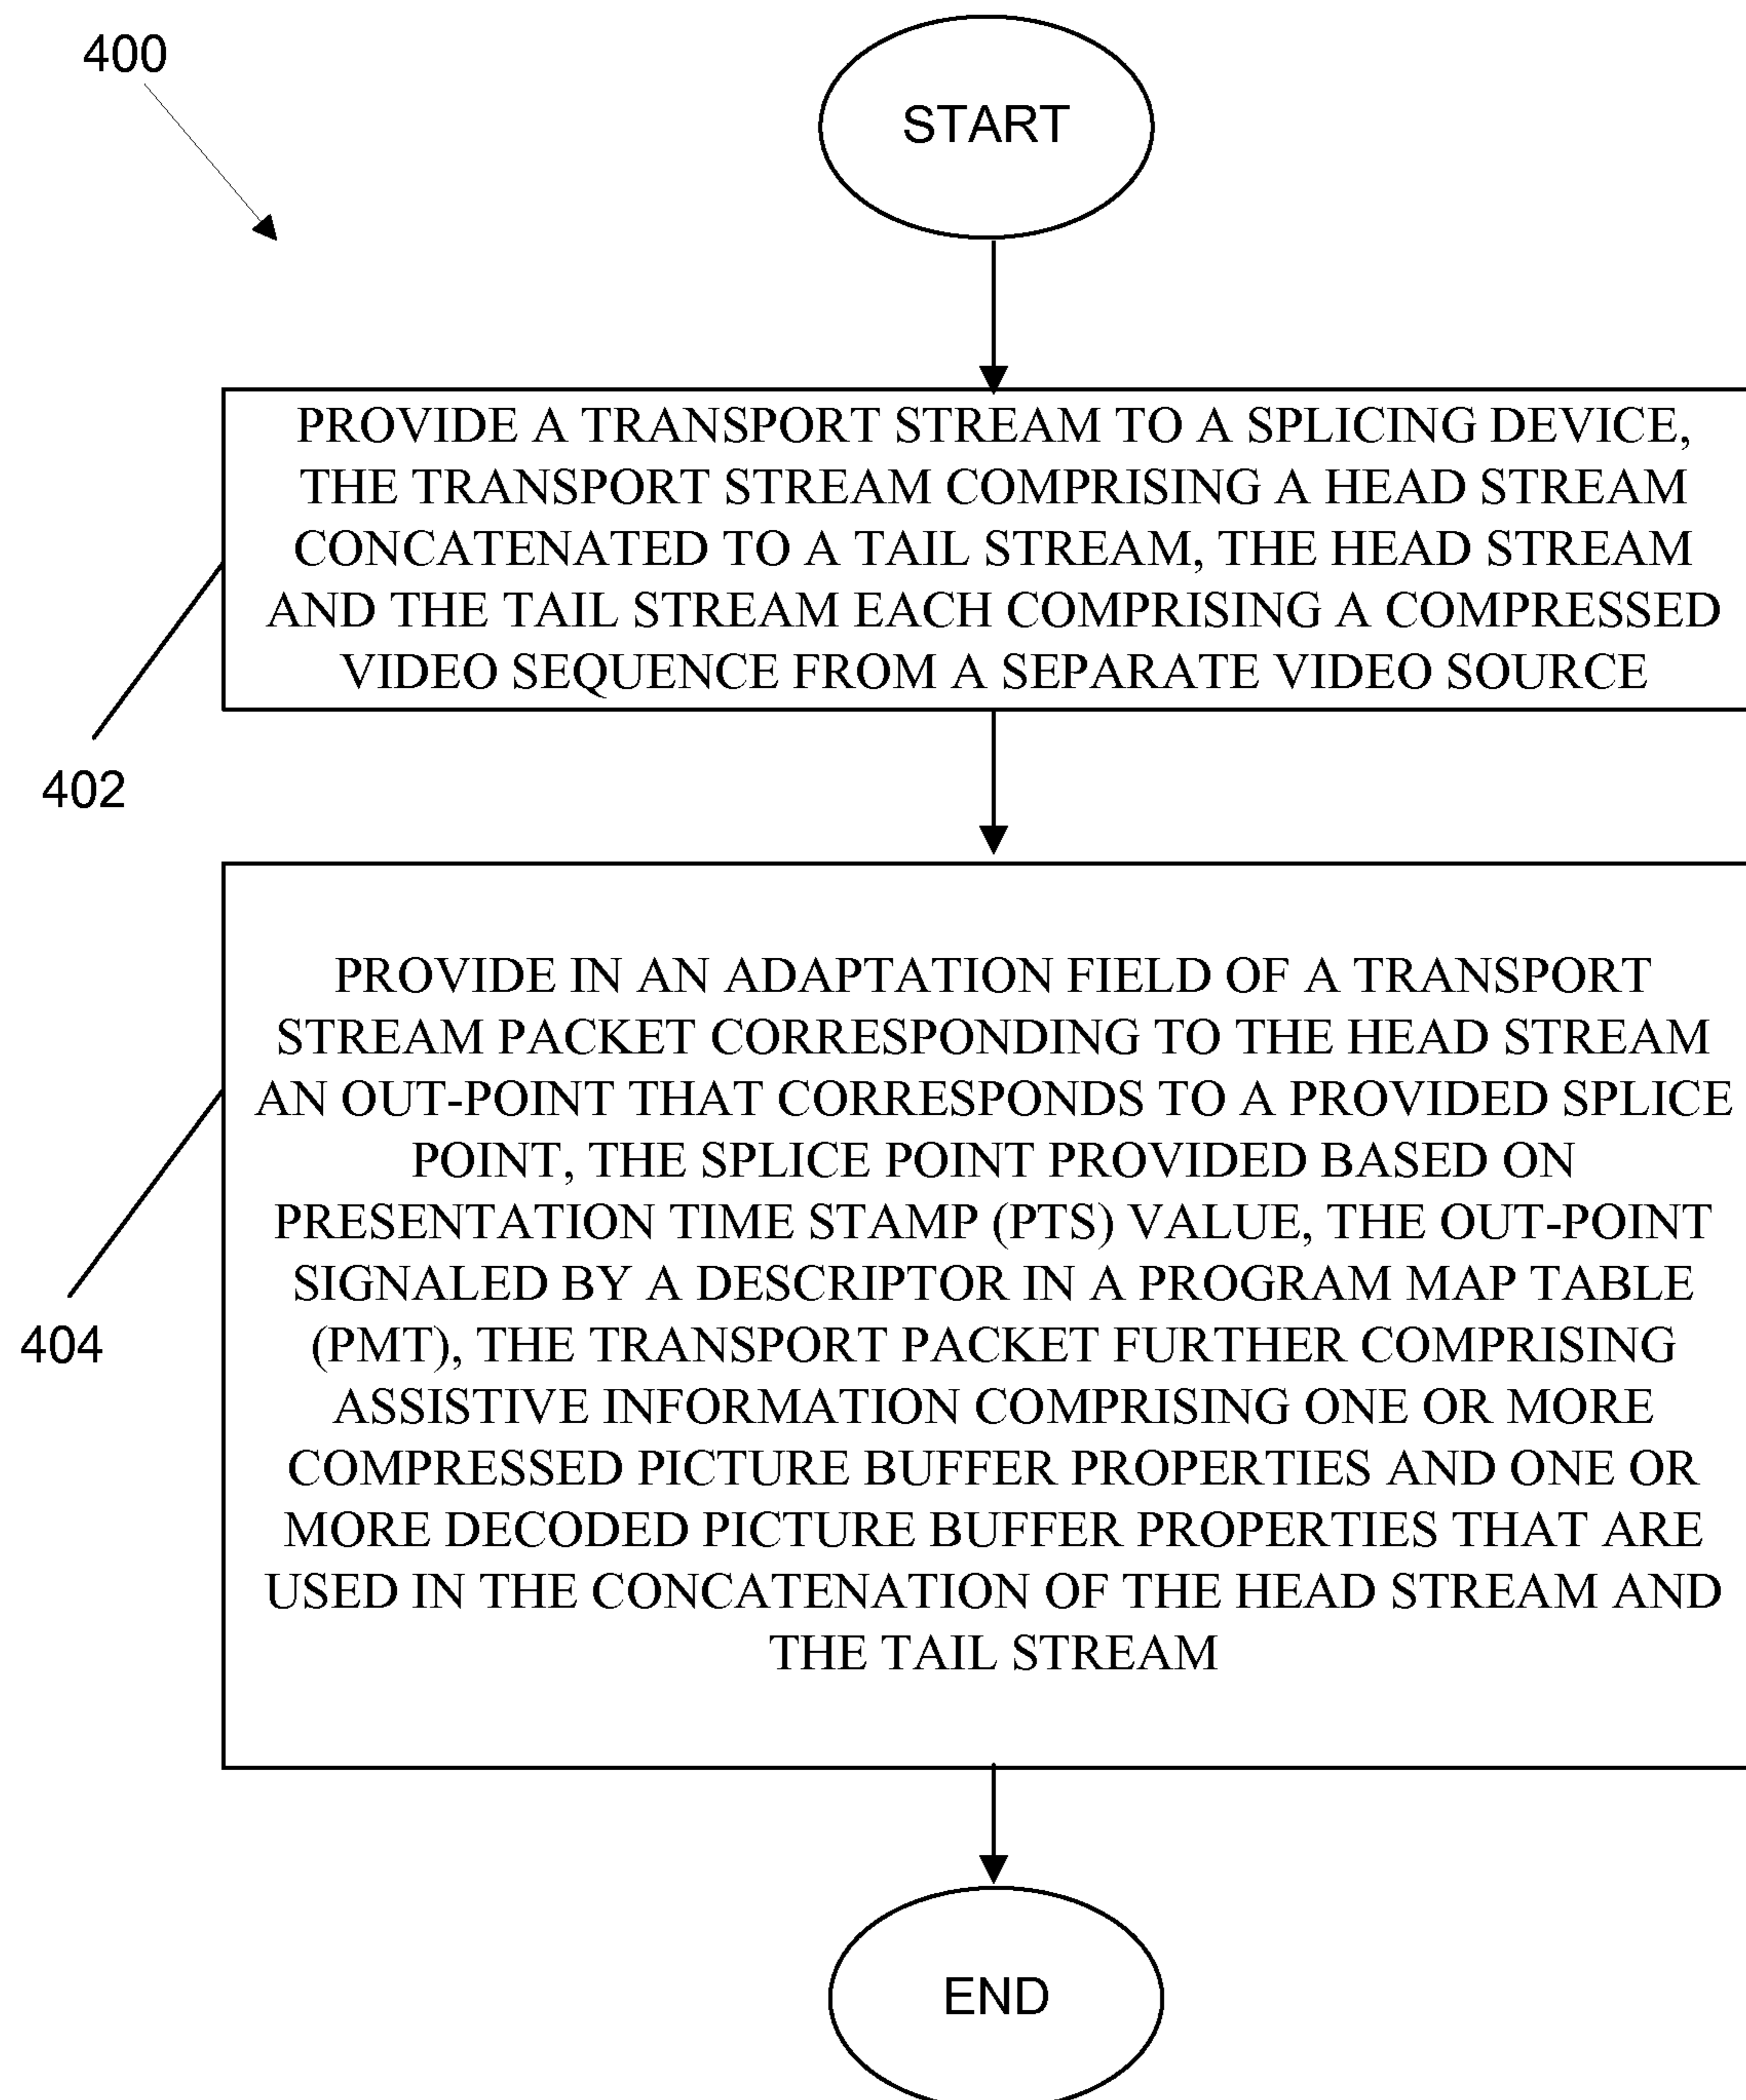 400
START
PROVIDE A TRANSPORT STREAM TO A SPLICING DEVICE,
THE TRANSPORT STREAM COMPRISING A HEAD STREAM
CONCATENATED TO A TAIL STREAM, THE HEAD STREAM
AND THE TAIL STREAM EACH COMPRISING A COMPRESSED
VIDEO SEQUENCE FROM A SEPARATE VIDEO SOURCE
402
PROVIDE IN AN ADAPTATION FIELD OF A TRANSPORT
STREAM PACKET CORRESPONDING TO THE HEAD STREAM
AN OUT-POINT THAT CORRESPONDS TO A PROVIDED SPLICE
POINT, THE SPLICE POINT PROVIDED BASED ON
PRESENTATION TIME STAMP (PTS) VALUE, THE OUT-POINT
SIGNALED BY A DESCRIPTOR IN A PROGRAM MAP TABLE
(PMT), THE TRANSPORT PACKET FURTHER COMPRISING
ASSISTIVE INFORMATION COMPRISING ONE OR MORE
COMPRESSED PICTURE BUFFER PROPERTIES AND ONE OR
MORE DECODED PICTURE BUFFER PROPERTIES THAT ARE
USED IN THE CONCATENATION OF THE HEAD STREAM AND
THE TAIL STREAM
404
END